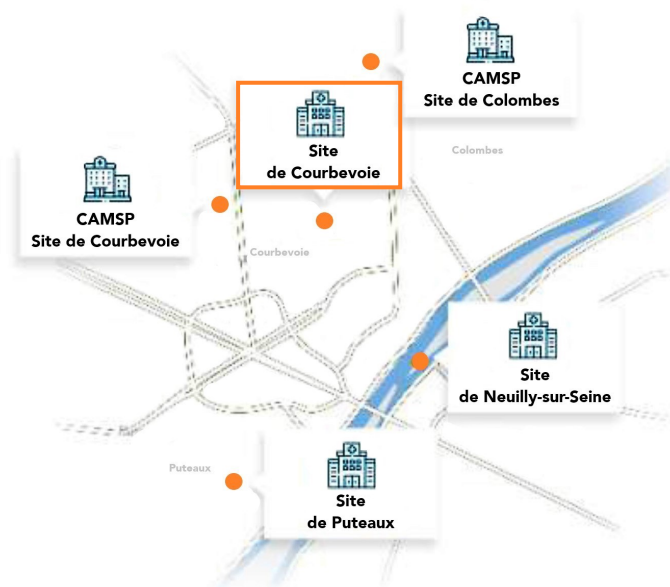 CAMSP
Site de Colombes
Site
de Courbevoie
Colombes
CAMSP
Site de Courbevoie
Courbevoie
Site
de Neuilly-sur-Seine
Puteaux
Site
de Puteaux